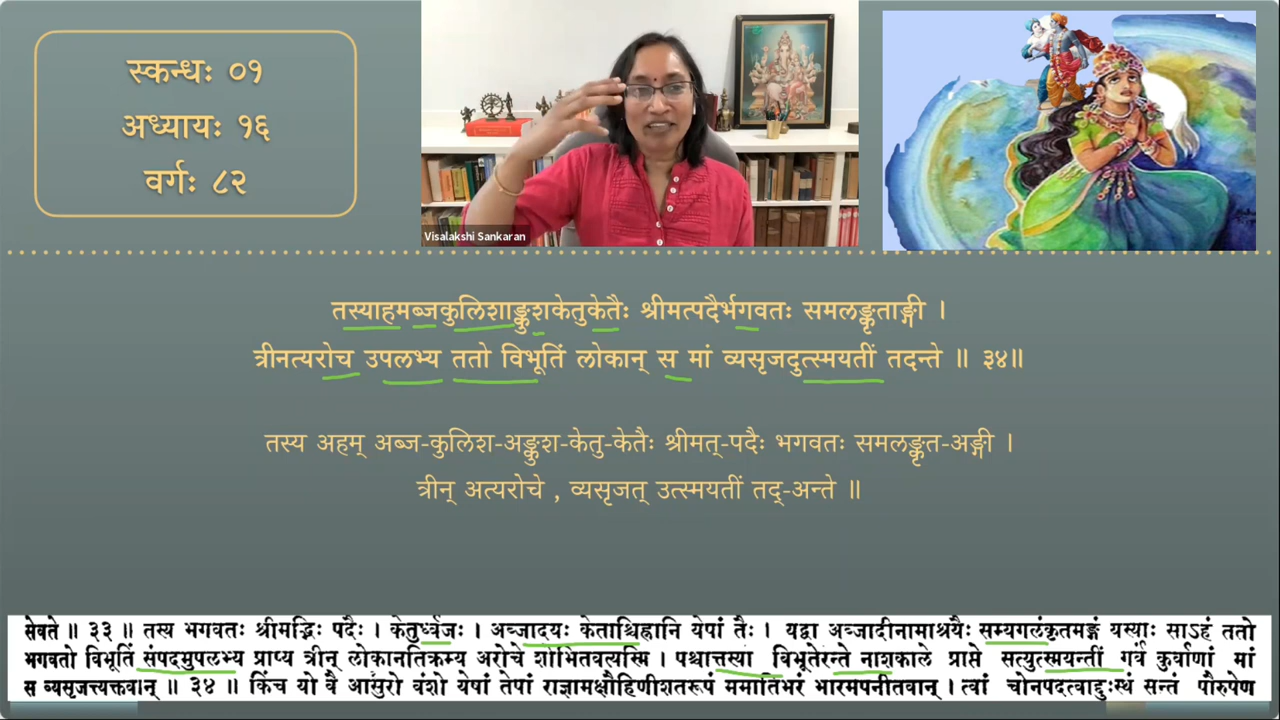 स्कन्धः ०१
अध्यायः १६
वर्गः ८२
Visalakshi Sankaran
तस्याहमब्जकुलिशाङ्कुशकेतुकेतैः श्रीमत्पदैर्भगवतः समलङ्कृताङ्गी ।
त्रीनत्यरोच उपलभ्य ततो विभूतिं लोकान् स मां व्यसृजदुत्स्मयतीं तदन्ते ॥ ३४॥
तस्य अहम् अब्ज-कुलिश-अङ्कुश-केतु-केतैः श्रीमत्-पदैः भगवतः समलङ्कृत-अङ्गी ।
त्रीन् अत्यरोचे , व्यसृजत् उत्स्मयतीं तद्-अन्ते ॥
सेवते ॥ ३३ ॥ तस्य भगवतः श्रीमद्भिः पदैः । केतुर्ध्वजः । अब्जादयः केताश्चिह्नानि येषां तैः । यद्वा अब्जादीनामाश्रयैः सम्यगलंकृतमङ्गं यस्याः साऽहं ततो
भगवतो विभूतिं संपदमुपलभ्य प्राप्य त्रीन् लोकानतिक्रम्य अरोचे शोभितवत्यस्मि । पश्चात्तस्या विभूतेरन्ते नाशकाले प्राप्ते सत्युत्स्मयन्तीं गर्वं कुर्वाणां मां
स व्यसृजत्त्यक्तवान् ॥ ३४ ॥ किंच यो वै आसुरो वंशो येषां तेषां राज्ञामक्षौहिणीशतरूपं ममातिभरं भारमपनीतवान् । त्वां चोनपदत्वाद्दुःस्थं सन्तं पौरुषेण